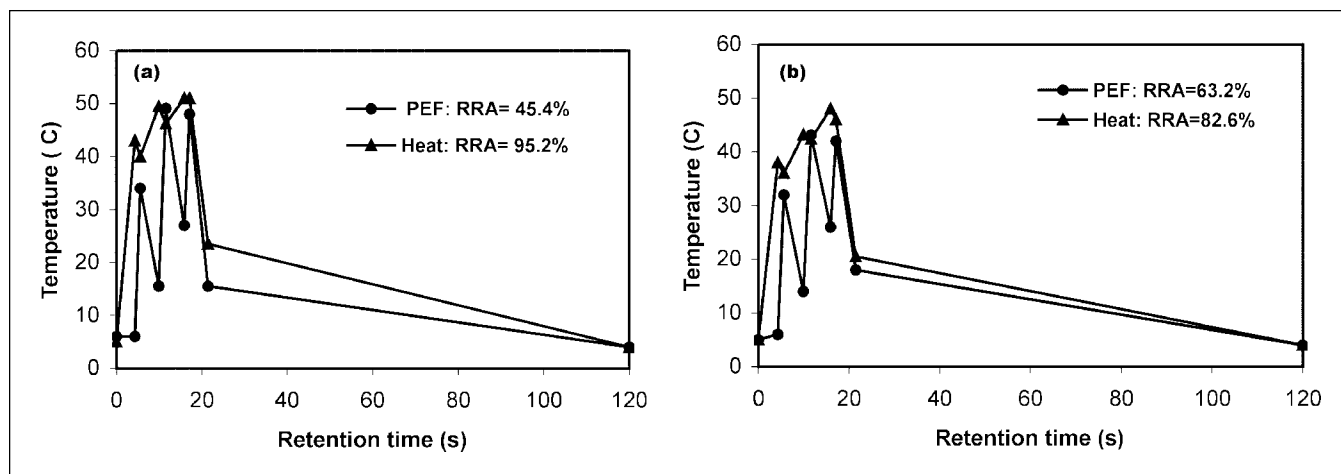 (a)
PEF: RRA= 45.4%
Heat: RRA= 95.2%
Temperature ( C)
60
50
40
30
20
10
0
0 20 40 60 80 100 120
Retention time (s)
(b)
PEF: RRA=63.2%
Heat: RRA=82.6%
Temperature (C)
60
50
40
30
20
10
0
0 20 40 60 80 100 120
Retention time (s)